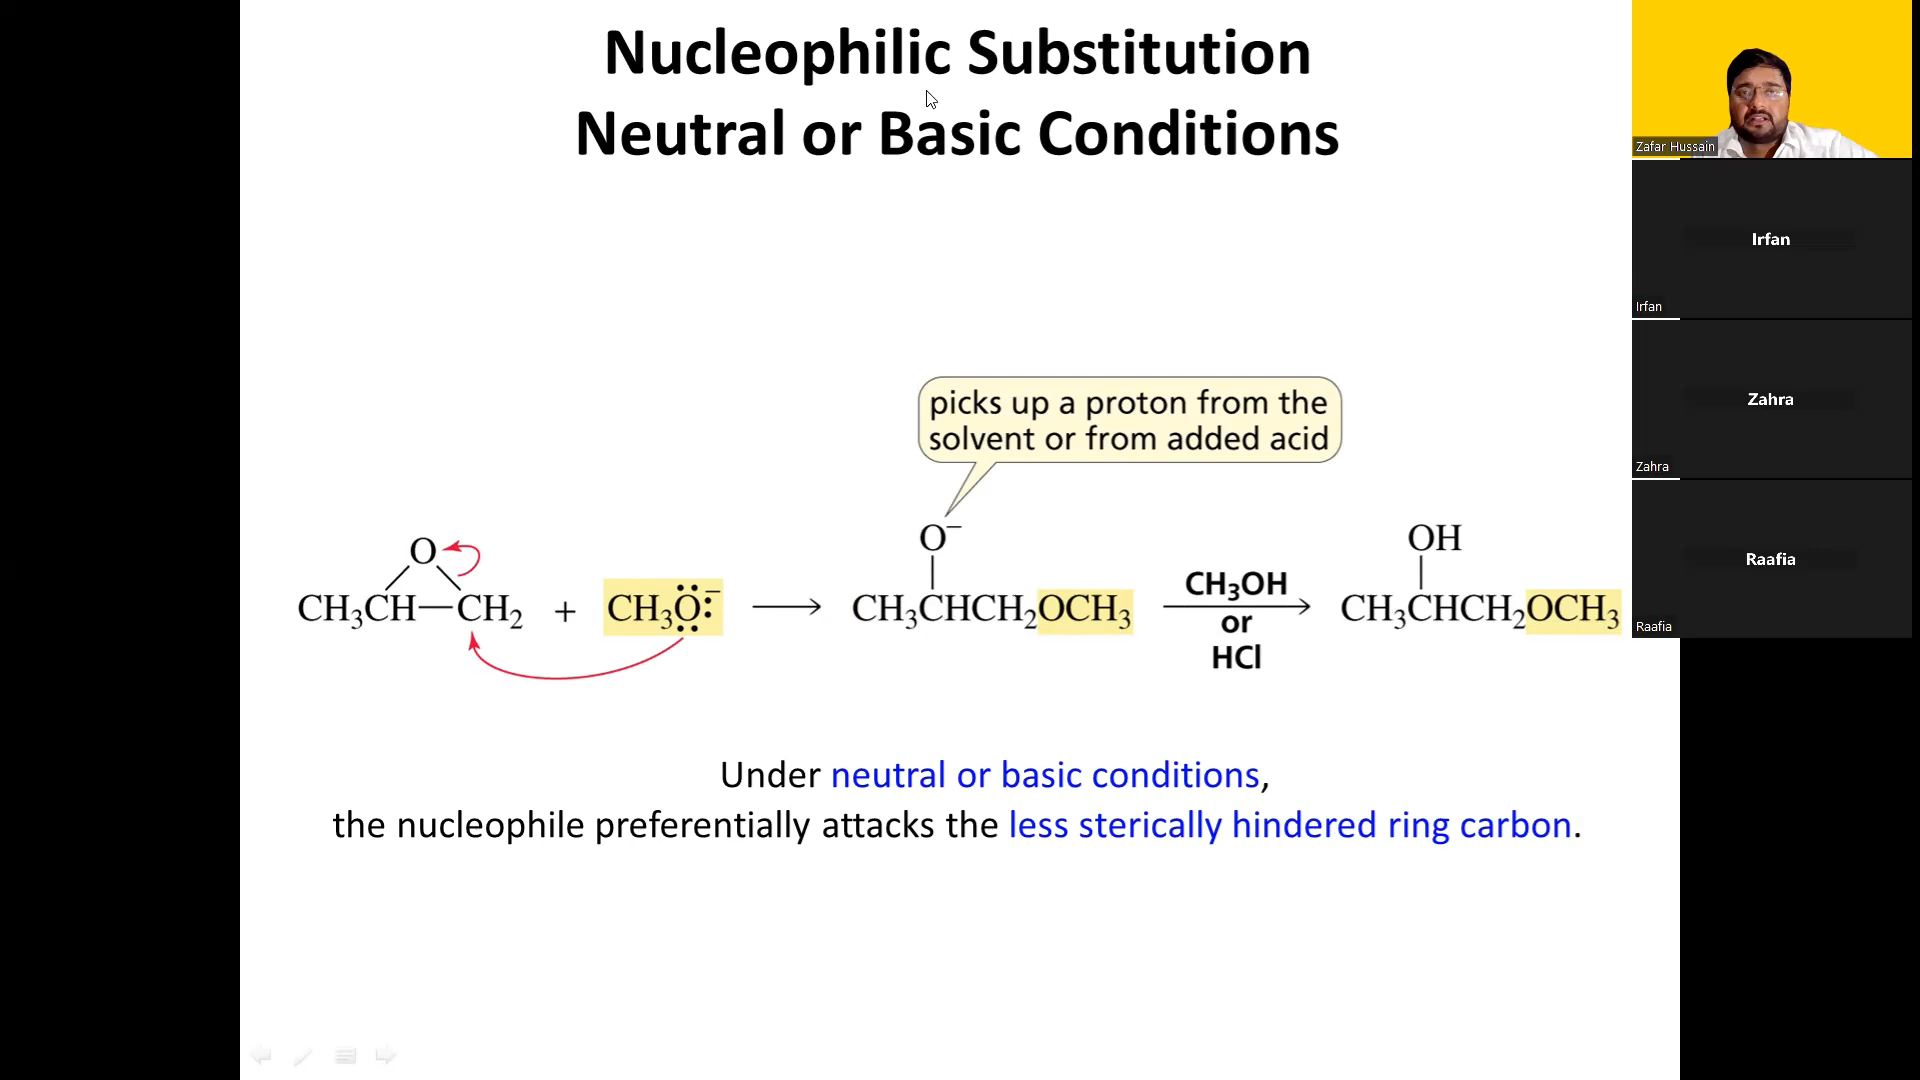 Nucleophilic Substitution
Neutral or Basic Conditions
picks up a proton from the
solvent or from added acid
O
CH₃CH—CH₂ + CH₃O:⁻ ⟶
O⁻
CH₃CHCH₂OCH₃
CH₃OH
or
HCl
OH
CH₃CHCH₂OCH₃
Under neutral or basic conditions,
the nucleophile preferentially attacks the less sterically hindered ring carbon.
Zafar Hussain
Irfan
Irfan
Zahra
Zahra
Raafia
Raafia